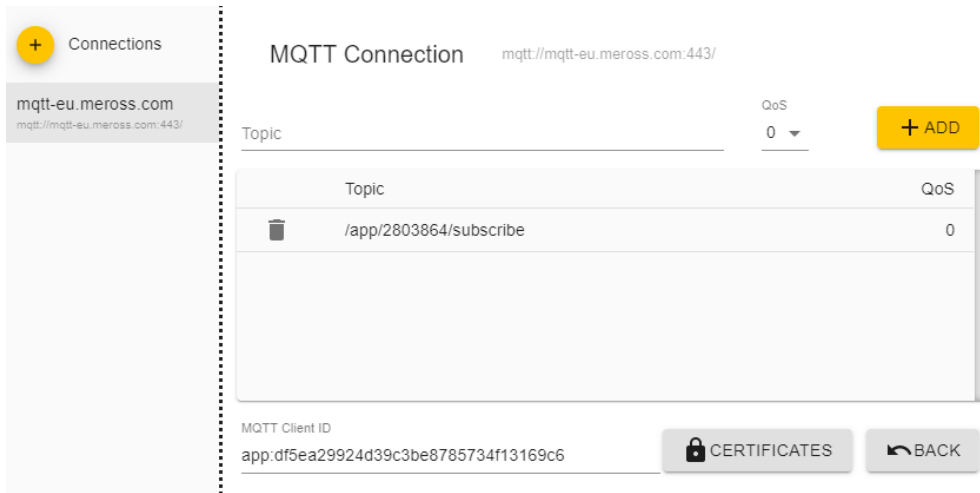 Connections
mqtt-eu.meross.com
mqtt://mqtt-eu.meross.com:443/
MQTT Connection mqtt://mqtt-eu.meross.com:443/
Topic
QoS
0
+ ADD
Topic QoS
/app/2803864/subscribe 0
MQTT Client ID
app:df5ea29924d39c3be8785734f13169c6
CERTIFICATES
BACK